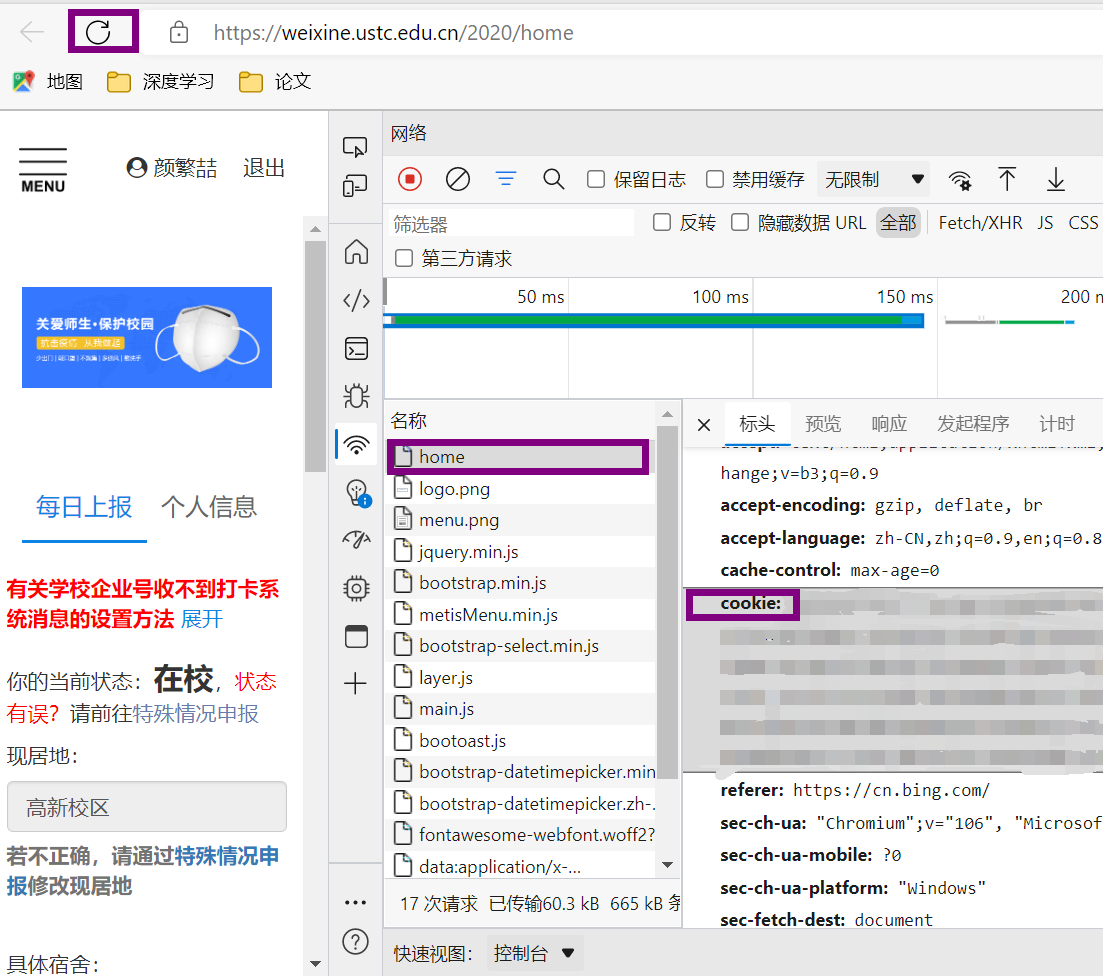 https://weixine.ustc.edu.cn/2020/home
地图 深度学习 论文
MENU
颜繁喆 退出
关爱师生·保护校园
每日上报 个人信息
有关学校企业号收不到打卡系
统消息的设置方法 展开
你的当前状态：在校，状态
有误？请前往特殊情况申报
现居地：
高新校区
若不正确，请通过特殊情况申
报修改现居地
具体宿舍：
网络
保留日志 禁用缓存 无限制
筛选器 反转 隐藏数据 URL 全部 Fetch/XHR JS CSS
第三方请求
50 ms 100 ms 150 ms 200 m
名称
home
logo.png
menu.png
jquery.min.js
bootstrap.min.js
metisMenu.min.js
bootstrap-select.min.js
layer.js
main.js
bootoast.js
bootstrap-datetimepicker.min
bootstrap-datetimepicker.zh-.
fontawesome-webfont.woff2?
data:application/x-...
17 次请求 已传输60.3 kB 665 kB 条
快速视图： 控制台
标头 预览 响应 发起程序 计时
hange;v=b3;q=0.9
accept-encoding: gzip, deflate, br
accept-language: zh-CN,zh;q=0.9,en;q=0.8
cache-control: max-age=0
cookie:
referer: https://cn.bing.com/
sec-ch-ua: "Chromium";v="106", "Microsof
sec-ch-ua-mobile: ?0
sec-ch-ua-platform: "Windows"
sec-fetch-dest: document